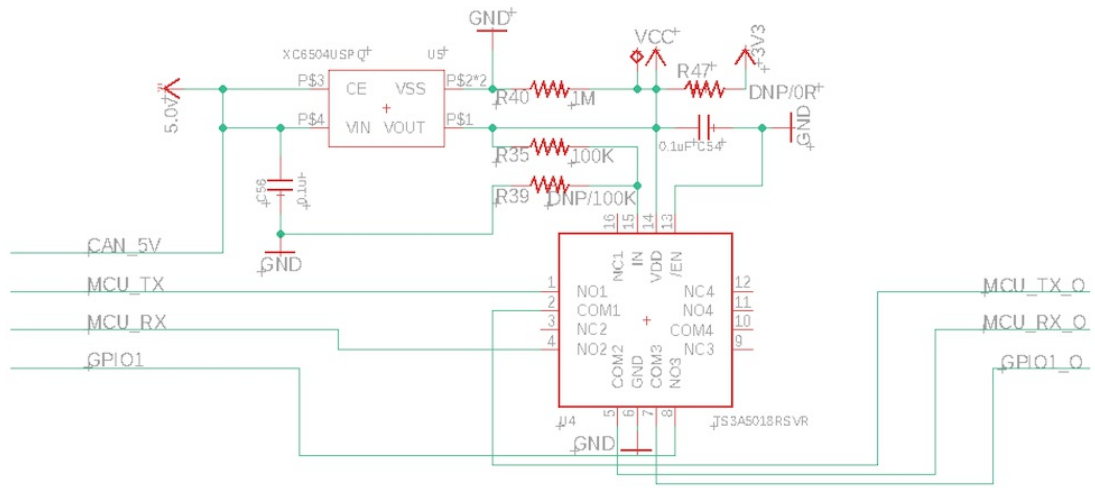 GND
XC6504USPQ
U5
VCC
+3V3
P$3
CE
VSS
P$2*2
R40
1M
R47
DNP/0R
5.0v
P$4
VIN
VOUT
P$1
0.1uF
C54
GND
R35
100K
C56
0.1uF
R39
DNP/100K
16
15
14
13
NC1
IN
VDD
/EN
CAN_5V
GND
MCU_TX
1
NO1
NC4
12
MCU_TX_O
2
COM1
NO4
11
MCU_RX
3
NC2
COM4
10
MCU_RX_O
4
NO2
NC3
9
GPIO1
GPIO1_O
COM2
GND
COM3
NO3
5
6
7
8
U4
TS3A5018RSVR
GND